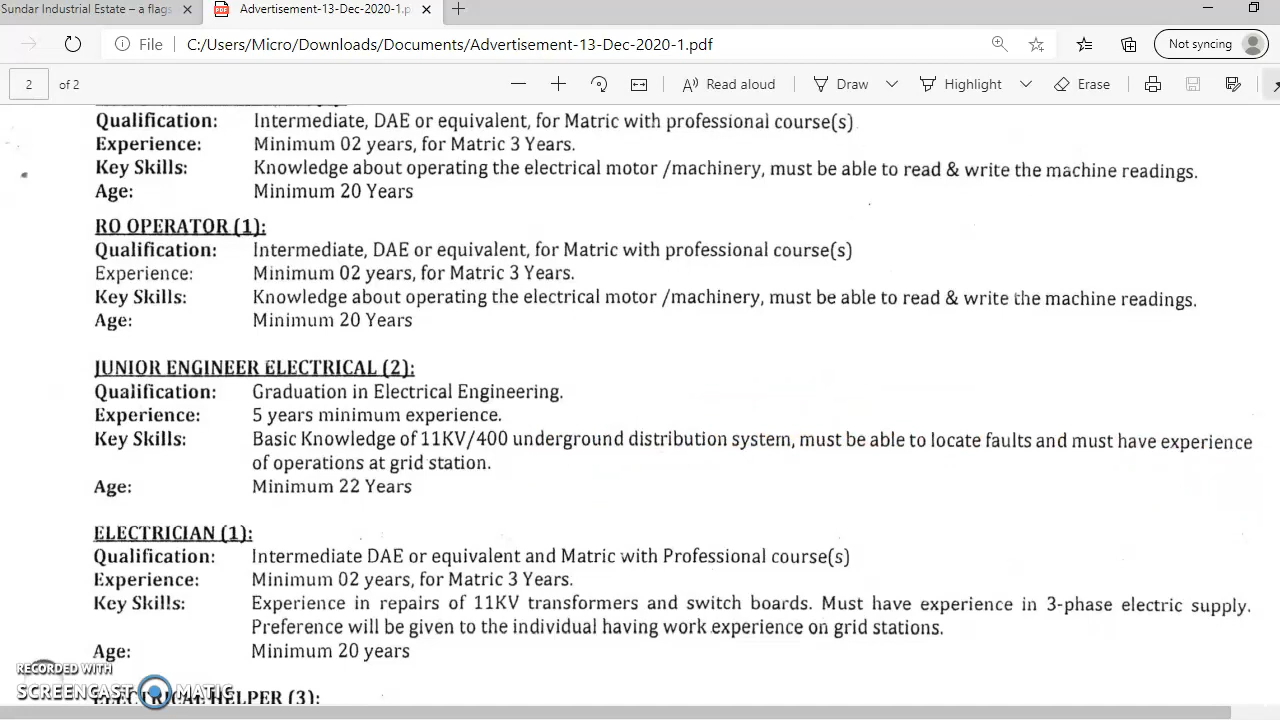 Sundar Industrial Estate – a flags
Advertisement-13-Dec-2020-1.p
File
C:/Users/Micro/Downloads/Documents/Advertisement-13-Dec-2020-1.pdf
Not syncing
2 of 2
Read aloud
Draw
Highlight
Erase
Qualification: Intermediate, DAE or equivalent, for Matric with professional course(s)
Experience: Minimum 02 years, for Matric 3 Years.
Key Skills: Knowledge about operating the electrical motor /machinery, must be able to read & write the machine readings.
Age: Minimum 20 Years
RO OPERATOR (1):
Qualification: Intermediate, DAE or equivalent, for Matric with professional course(s)
Experience: Minimum 02 years, for Matric 3 Years.
Key Skills: Knowledge about operating the electrical motor /machinery, must be able to read & write the machine readings.
Age: Minimum 20 Years
JUNIOR ENGINEER ELECTRICAL (2):
Qualification: Graduation in Electrical Engineering.
Experience: 5 years minimum experience.
Key Skills: Basic Knowledge of 11KV/400 underground distribution system, must be able to locate faults and must have experience
of operations at grid station.
Age: Minimum 22 Years
ELECTRICIAN (1):
Qualification: Intermediate DAE or equivalent and Matric with Professional course(s)
Experience: Minimum 02 years, for Matric 3 Years.
Key Skills: Experience in repairs of 11KV transformers and switch boards. Must have experience in 3-phase electric supply.
Preference will be given to the individual having work experience on grid stations.
Age: Minimum 20 years
RECORDED WITH
SCREENCAST MATIC
ELECTRICAL HELPER (3):